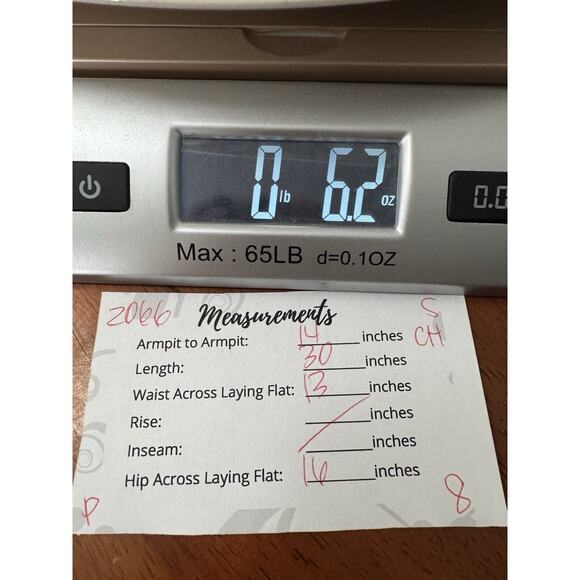 0 lb 6.2 oz
0.0
Max : 65LB d=0.1OZ
2066 Measurements S
CH
Armpit to Armpit: 14 inches
Length: 30 inches
Waist Across Laying Flat: 13 inches
Rise: ______ inches
Inseam: ______ inches
Hip Across Laying Flat: 16 inches
P 8